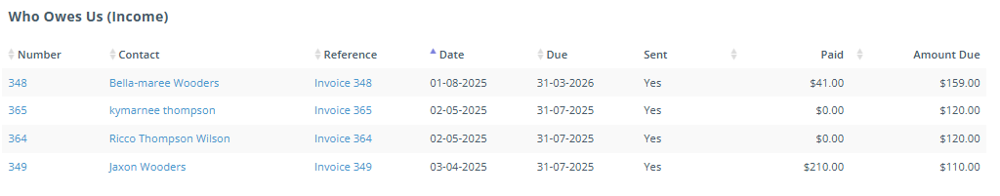 Who Owes Us (Income)
Number Contact Reference Date Due Sent Paid Amount Due
348 Bella-maree Wooders Invoice 348 01-08-2025 31-03-2026 Yes $41.00 $159.00
365 kymarnee thompson Invoice 365 02-05-2025 31-07-2025 Yes $0.00 $120.00
364 Ricco Thompson Wilson Invoice 364 02-05-2025 31-07-2025 Yes $0.00 $120.00
349 Jaxon Wooders Invoice 349 03-04-2025 31-07-2025 Yes $210.00 $110.00